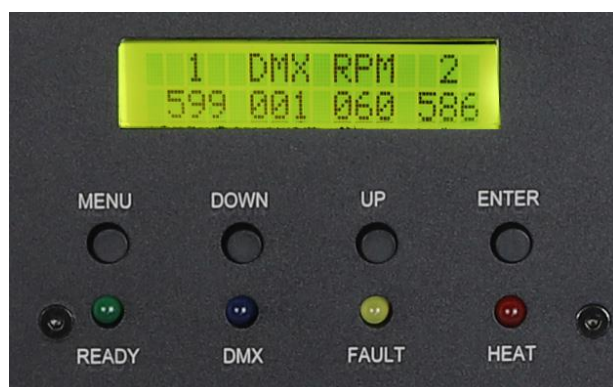 1 DMX RPM 2
599 001 060 586
MENU DOWN UP ENTER
READY DMX FAULT HEAT